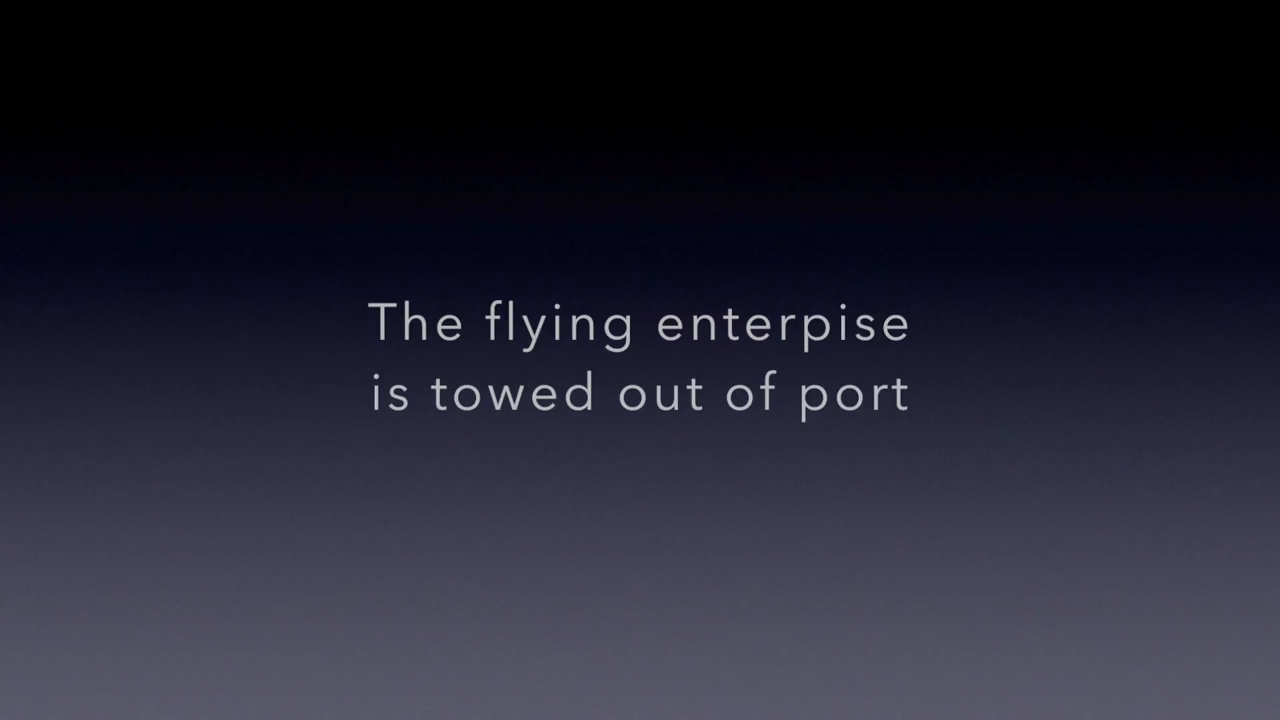 The flying enterpise
is towed out of port